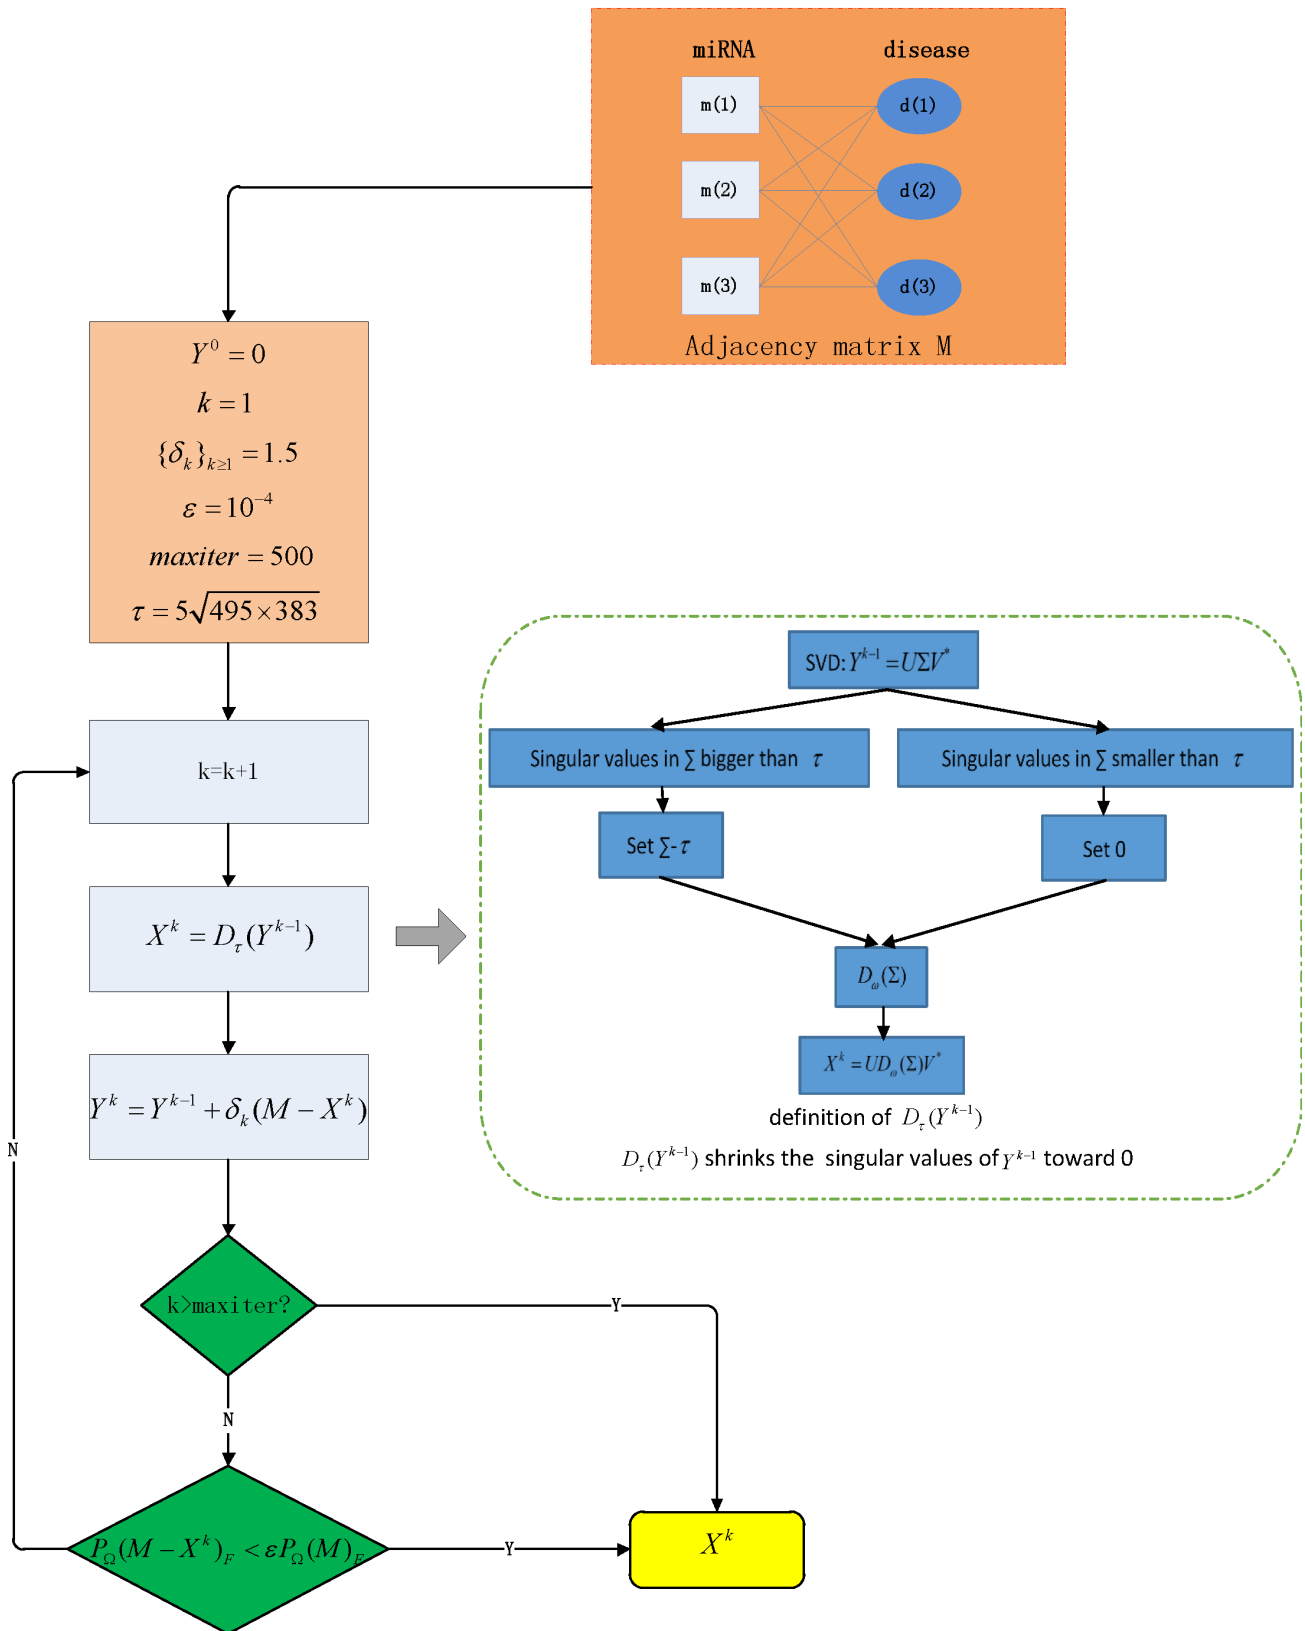 miRNA disease
m(1) d(1)
m(2) d(2)
m(3) d(3)
Adjacency matrix M
Y^0 = 0
k = 1
{δ_k}_{k≥1} = 1.5
ε = 10^{-4}
maxiter = 500
τ = 5√(495×383)
k=k+1
X^k = D_τ(Y^{k-1})
Y^k = Y^{k-1} + δ_k(M − X^k)
SVD: Y^{k-1} = UΣV^*
Singular values in ∑ bigger than τ
Singular values in ∑ smaller than τ
Set ∑-τ
Set 0
D_ω(Σ)
X^k = UD_ω(Σ)V^*
definition of D_τ(Y^{k-1})
D_τ(Y^{k-1}) shrinks the singular values of Y^{k-1} toward 0
N
k>maxiter?
Y
N
P_Ω(M − X^k)_F < εP_Ω(M)_F
Y
X^k